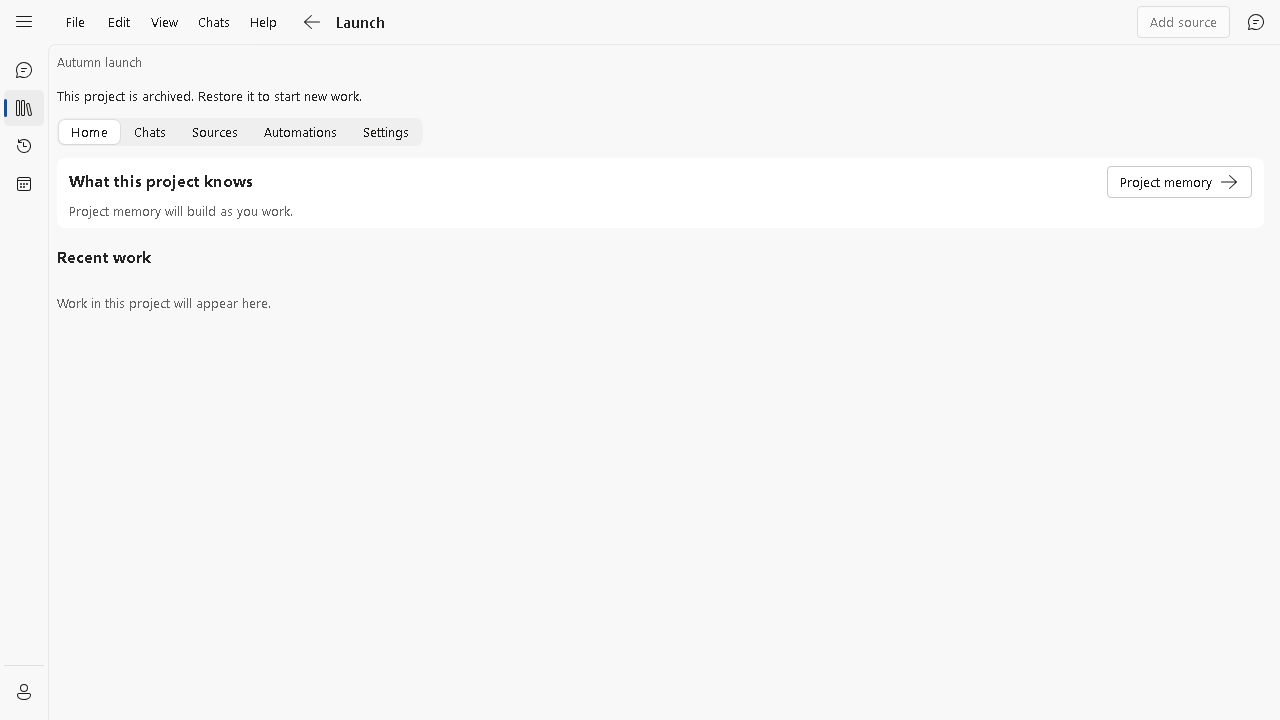 File Edit View Chats Help Launch Add source
Autumn launch
This project is archived. Restore it to start new work.
Home Chats Sources Automations Settings
What this project knows Project memory
Project memory will build as you work.
Recent work
Work in this project will appear here.